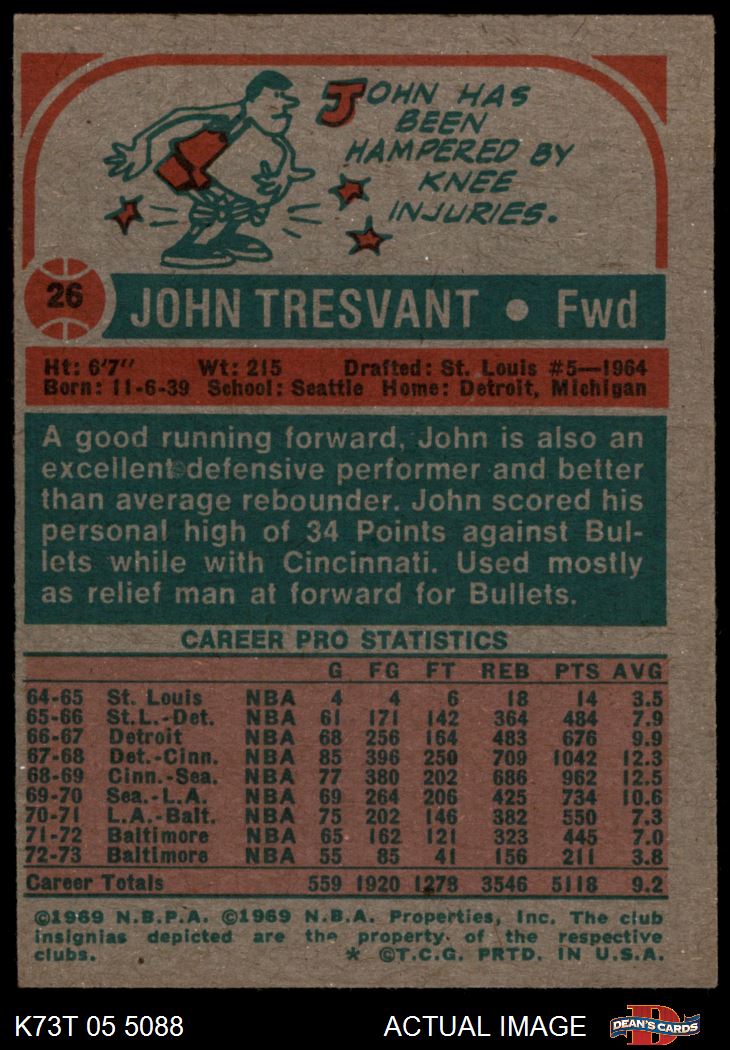 JOHN HAS
BEEN
HAMPERED BY
KNEE
INJURIES.
26
JOHN TRESVANT • Fwd
Ht: 6'7" Wt: 215 Drafted: St. Louis #5—1964
Born: 11-6-39 School: Seattle Home: Detroit, Michigan
A good running forward, John is also an
excellent defensive performer and better
than average rebounder. John scored his
personal high of 34 Points against Bul-
lets while with Cincinnati. Used mostly
as relief man at forward for Bullets.
CAREER PRO STATISTICS
G FG FT REB PTS AVG
64-65 St. Louis NBA 4 4 6 18 14 3.5
65-66 St.L.-Det. NBA 61 171 142 364 484 7.9
66-67 Detroit NBA 68 256 164 483 676 9.9
67-68 Det.-Cinn. NBA 85 396 250 709 1042 12.3
68-69 Cinn.-Sea. NBA 77 380 202 686 962 12.5
69-70 Sea.-L.A. NBA 69 264 206 425 734 10.6
70-71 L.A.-Balt. NBA 75 202 146 382 550 7.3
71-72 Baltimore NBA 65 162 121 323 445 7.0
72-73 Baltimore NBA 55 85 41 156 211 3.8
Career Totals 559 1920 1278 3546 5118 9.2
©1969 N.B.P.A. ©1969 N.B.A. Properties, Inc. The club
insignias depicted are the property of the respective
clubs. * ©T.C.G. PRTD. IN U.S.A.
K73T 05 5088 ACTUAL IMAGE DEAN'S CARDS